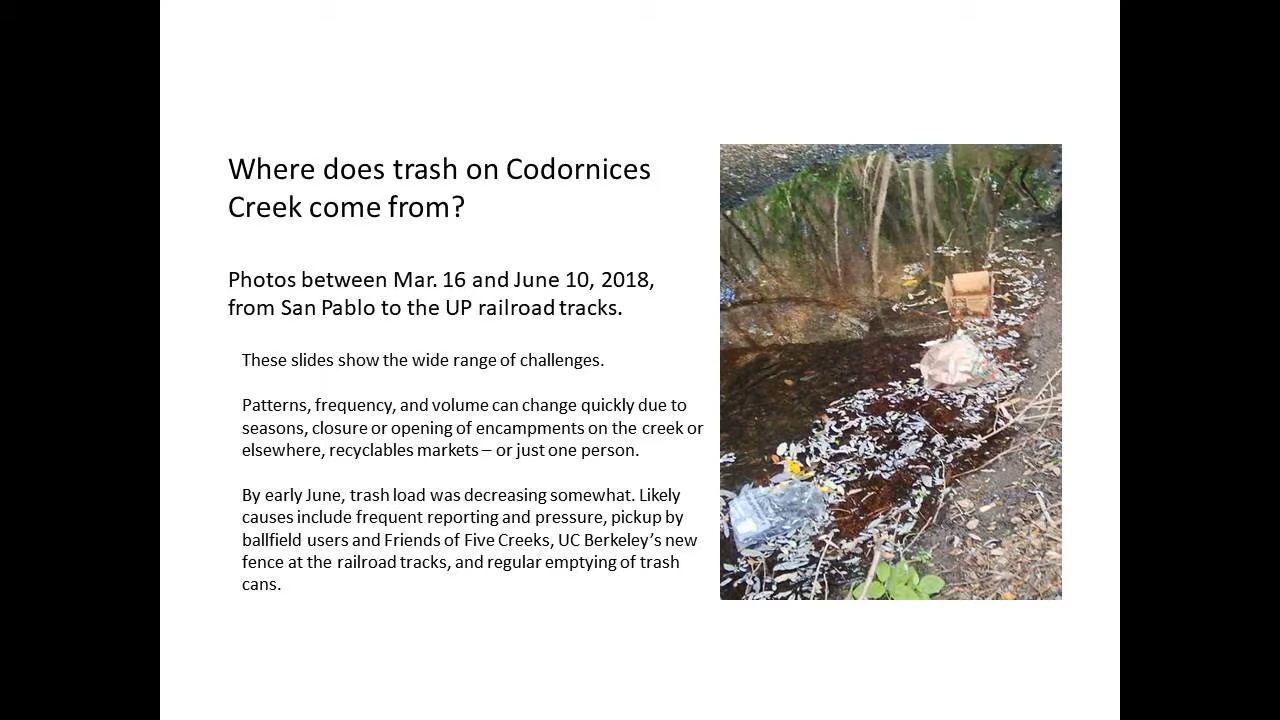 Where does trash on Codornices
Creek come from?
Photos between Mar. 16 and June 10, 2018,
from San Pablo to the UP railroad tracks.
These slides show the wide range of challenges.
Patterns, frequency, and volume can change quickly due to
seasons, closure or opening of encampments on the creek or
elsewhere, recyclables markets – or just one person.
By early June, trash load was decreasing somewhat. Likely
causes include frequent reporting and pressure, pickup by
ballfield users and Friends of Five Creeks, UC Berkeley’s new
fence at the railroad tracks, and regular emptying of trash
cans.